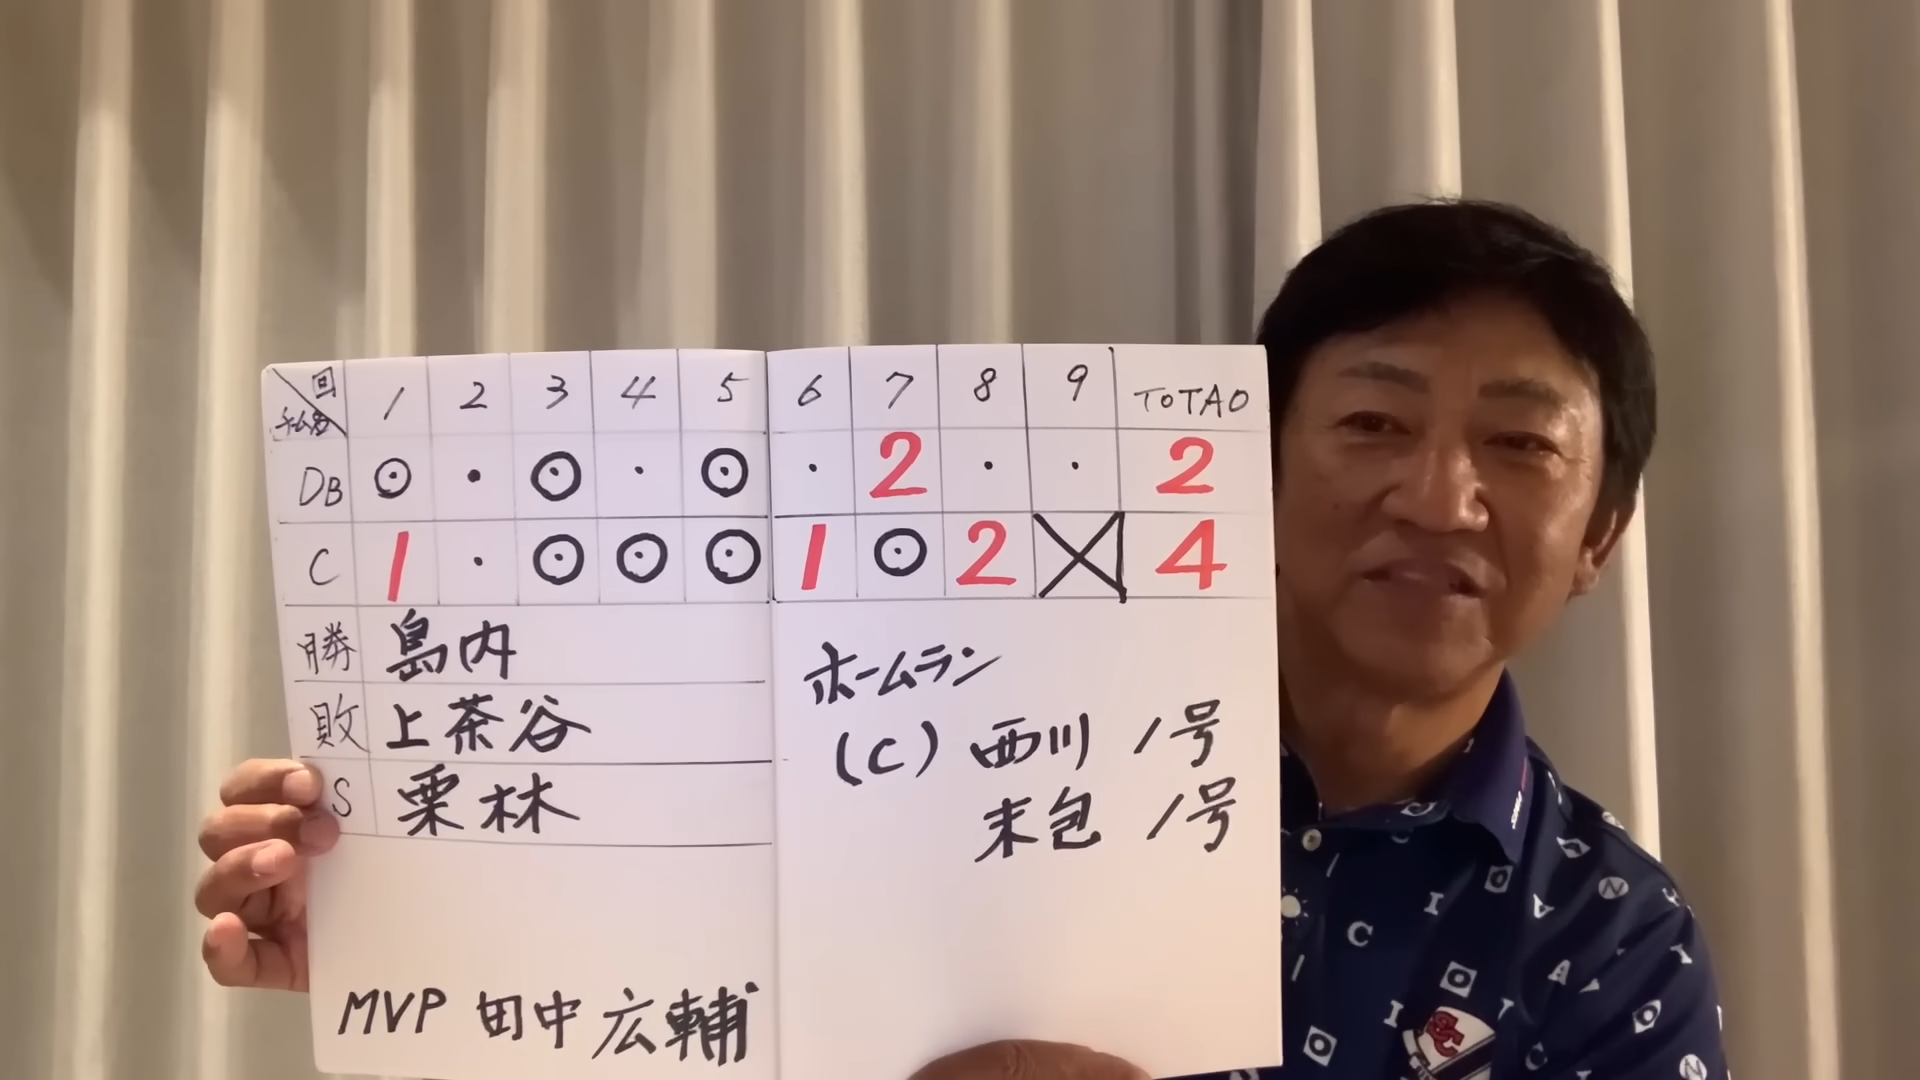 回 1 2 3 4 5 6 7 8 9 TOTAO
チーム名
DB ⊙ ・ ⊙ ・ ⊙ ・ 2 ・ ・ 2
C 1 ・ ⊙ ⊙ ⊙ 1 ⊙ 2 X 4
勝 島内
敗 上茶谷
S 栗林
MVP 田中広輔
ホームラン
(C) 西川 1号
末包 1号